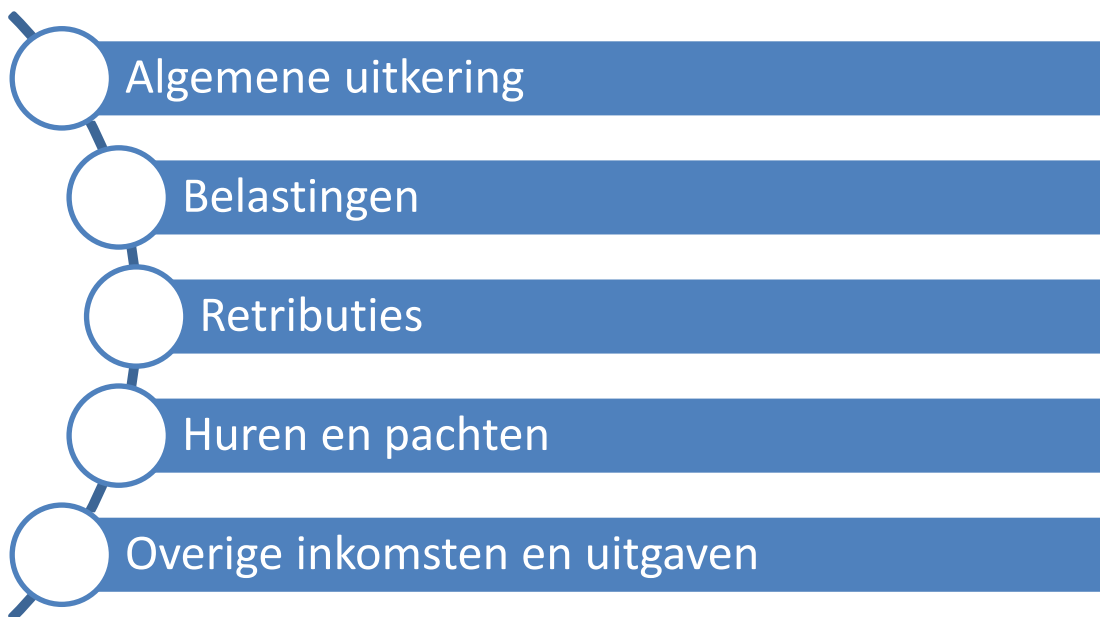 Algemene uitkering
Belastingen
Retributies
Huren en pachten
Overige inkomsten en uitgaven